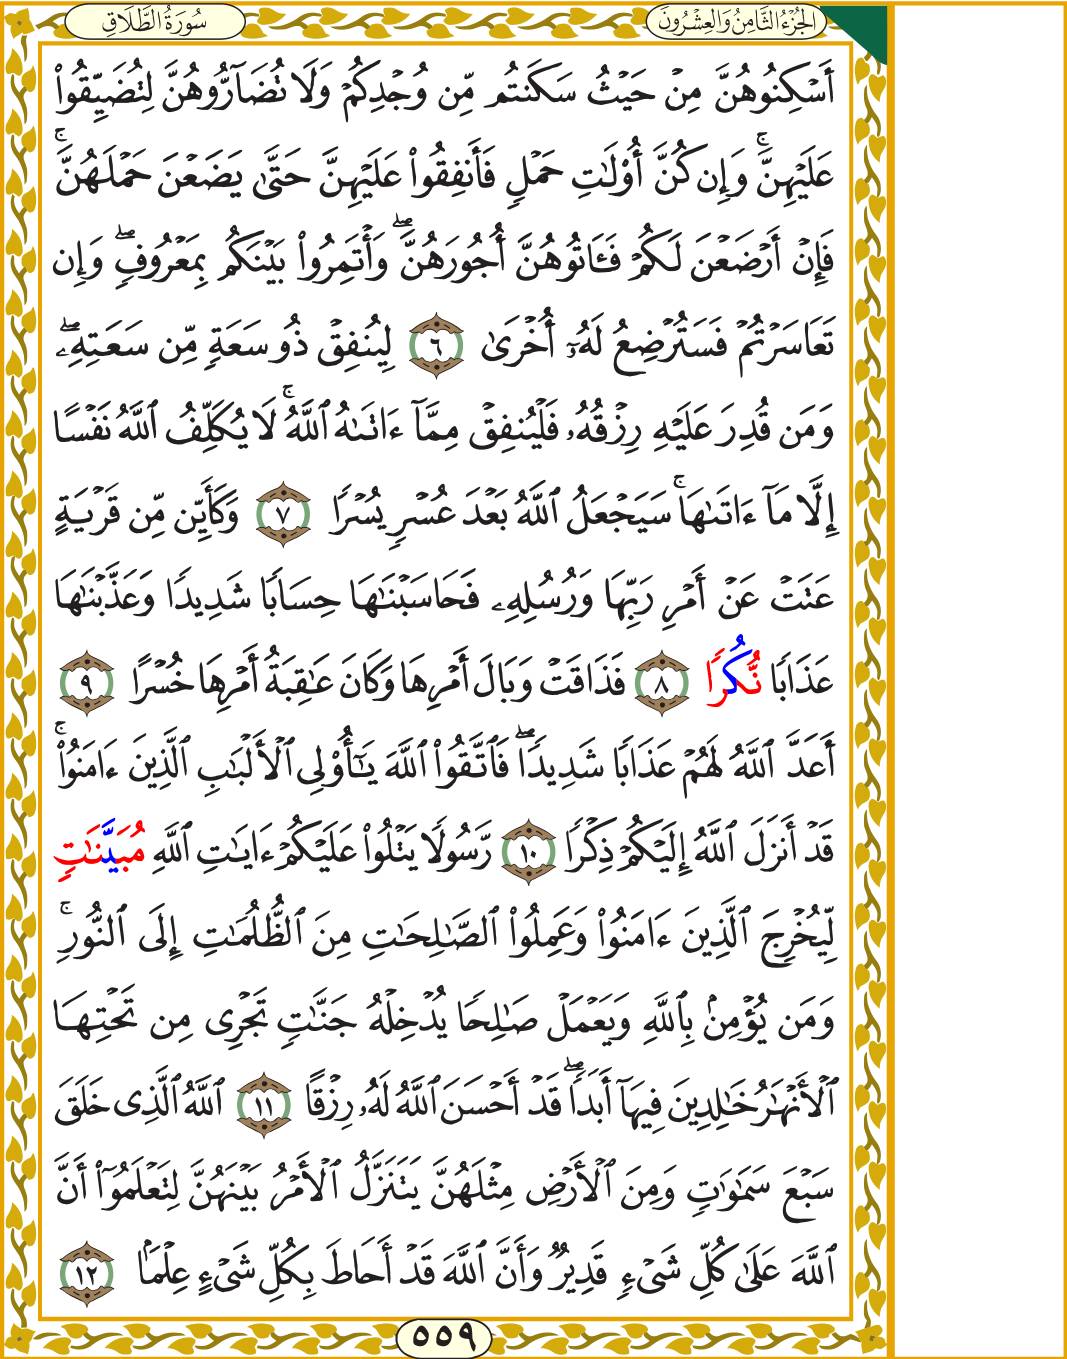 سُورَةُ الطَّلَاقِ
الجُزْءُ الثَّامِنُ وَالعِشْرُونَ
أَسۡكِنُوهُنَّ مِنۡ حَيۡثُ سَكَنتُم مِّن وُجۡدِكُمۡ وَلَا تُضَآرُّوهُنَّ لِتُضَيِّقُواْ
عَلَيۡهِنَّۚ وَإِن كُنَّ أُوْلَٰتِ حَمۡلٖ فَأَنفِقُواْ عَلَيۡهِنَّ حَتَّىٰ يَضَعۡنَ حَمۡلَهُنَّۚ
فَإِنۡ أَرۡضَعۡنَ لَكُمۡ فَـَٔاتُوهُنَّ أُجُورَهُنَّۖ وَأۡتَمِرُواْ بَيۡنَكُم بِمَعۡرُوفٖۖ وَإِن
تَعَاسَرۡتُمۡ فَسَتُرۡضِعُ لَهُۥٓ أُخۡرَىٰ ٦ لِيُنفِقۡ ذُو سَعَةٖ مِّن سَعَتِهِۦۖ
وَمَن قُدِرَ عَلَيۡهِ رِزۡقُهُۥ فَلۡيُنفِقۡ مِمَّآ ءَاتَىٰهُ ٱللَّهُۚ لَا يُكَلِّفُ ٱللَّهُ نَفۡسًا
إِلَّا مَآ ءَاتَىٰهَاۚ سَيَجۡعَلُ ٱللَّهُ بَعۡدَ عُسۡرٖ يُسۡرٗا ٧ وَكَأَيِّن مِّن قَرۡيَةٍ
عَتَتۡ عَنۡ أَمۡرِ رَبِّهَا وَرُسُلِهِۦ فَحَاسَبۡنَٰهَا حِسَابٗا شَدِيدٗا وَعَذَّبۡنَٰهَا
عَذَابٗا نُّكُرٗا ٨ فَذَاقَتۡ وَبَالَ أَمۡرِهَا وَكَانَ عَٰقِبَةُ أَمۡرِهَا خُسۡرًا ٩
أَعَدَّ ٱللَّهُ لَهُمۡ عَذَابٗا شَدِيدٗاۖ فَٱتَّقُواْ ٱللَّهَ يَٰٓأُوْلِي ٱلۡأَلۡبَٰبِ ٱلَّذِينَ ءَامَنُواْۚ
قَدۡ أَنزَلَ ٱللَّهُ إِلَيۡكُمۡ ذِكۡرٗا ١٠ رَّسُولٗا يَتۡلُواْ عَلَيۡكُمۡ ءَايَٰتِ ٱللَّهِ مُبَيَّنَٰتٖ
لِّيُخۡرِجَ ٱلَّذِينَ ءَامَنُواْ وَعَمِلُواْ ٱلصَّٰلِحَٰتِ مِنَ ٱلظُّلُمَٰتِ إِلَى ٱلنُّورِۚ
وَمَن يُؤۡمِنۢ بِٱللَّهِ وَيَعۡمَلۡ صَٰلِحٗا يُدۡخِلۡهُ جَنَّٰتٖ تَجۡرِي مِن تَحۡتِهَا
ٱلۡأَنۡهَٰرُ خَٰلِدِينَ فِيهَآ أَبَدٗاۖ قَدۡ أَحۡسَنَ ٱللَّهُ لَهُۥ رِزۡقًا ١١ ٱللَّهُ ٱلَّذِي خَلَقَ
سَبۡعَ سَمَٰوَٰتٖ وَمِنَ ٱلۡأَرۡضِ مِثۡلَهُنَّ يَتَنَزَّلُ ٱلۡأَمۡرُ بَيۡنَهُنَّ لِتَعۡلَمُوٓاْ أَنَّ
ٱللَّهَ عَلَىٰ كُلِّ شَيۡءٖ قَدِيرٞ وَأَنَّ ٱللَّهَ قَدۡ أَحَاطَ بِكُلِّ شَيۡءٍ عِلۡمَۢا ١٢
٥٥٩